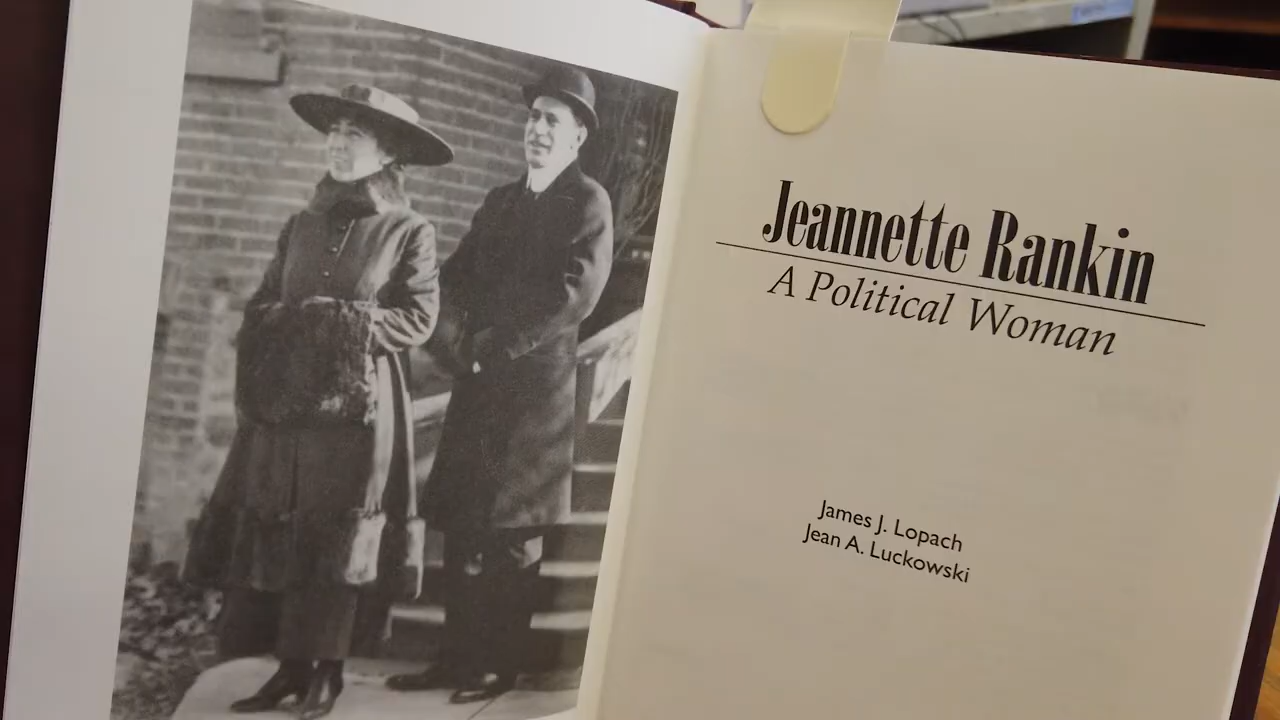 Jeannette Rankin
A Political Woman
James J. Lopach
Jean A. Luckowski